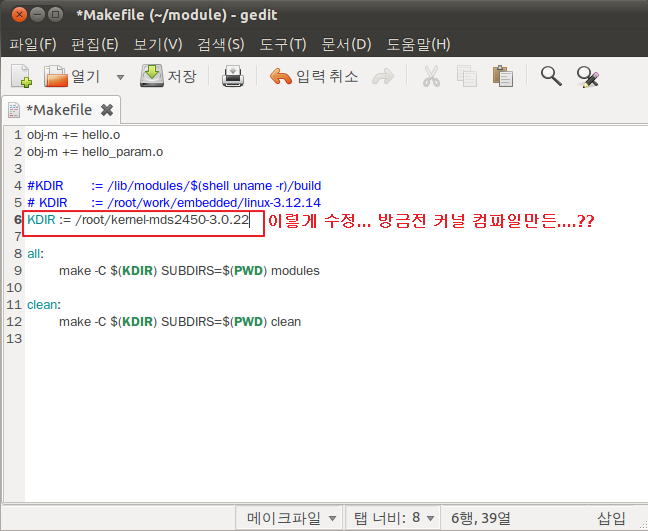 *Makefile (~/module) - gedit
파일(F) 편집(E) 보기(V) 검색(S) 도구(T) 문서(D) 도움말(H)
열기 저장 입력 취소
*Makefile
1 obj-m += hello.o
2 obj-m += hello_param.o
3
4 #KDIR := /lib/modules/$(shell uname -r)/build
5 # KDIR := /root/work/embedded/linux-3.12.14
6 KDIR := /root/kernel-mds2450-3.0.22 이렇게 수정... 방금전 커널 컴파일만든....??
7
8 all:
9 make -C $(KDIR) SUBDIRS=$(PWD) modules
10
11 clean:
12 make -C $(KDIR) SUBDIRS=$(PWD) clean
13
메이크파일 탭 너비: 8 6행, 39열 삽입